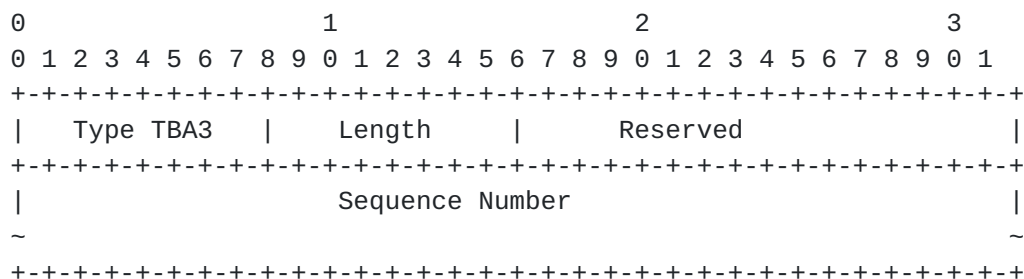 0                   1                   2                   3
0 1 2 3 4 5 6 7 8 9 0 1 2 3 4 5 6 7 8 9 0 1 2 3 4 5 6 7 8 9 0 1
+-+-+-+-+-+-+-+-+-+-+-+-+-+-+-+-+-+-+-+-+-+-+-+-+-+-+-+-+-+-+-+-+
|   Type TBA3   |    Length     |      Reserved                 |
+-+-+-+-+-+-+-+-+-+-+-+-+-+-+-+-+-+-+-+-+-+-+-+-+-+-+-+-+-+-+-+-+
|                    Sequence Number                            |
~                                                               ~
+-+-+-+-+-+-+-+-+-+-+-+-+-+-+-+-+-+-+-+-+-+-+-+-+-+-+-+-+-+-+-+-+